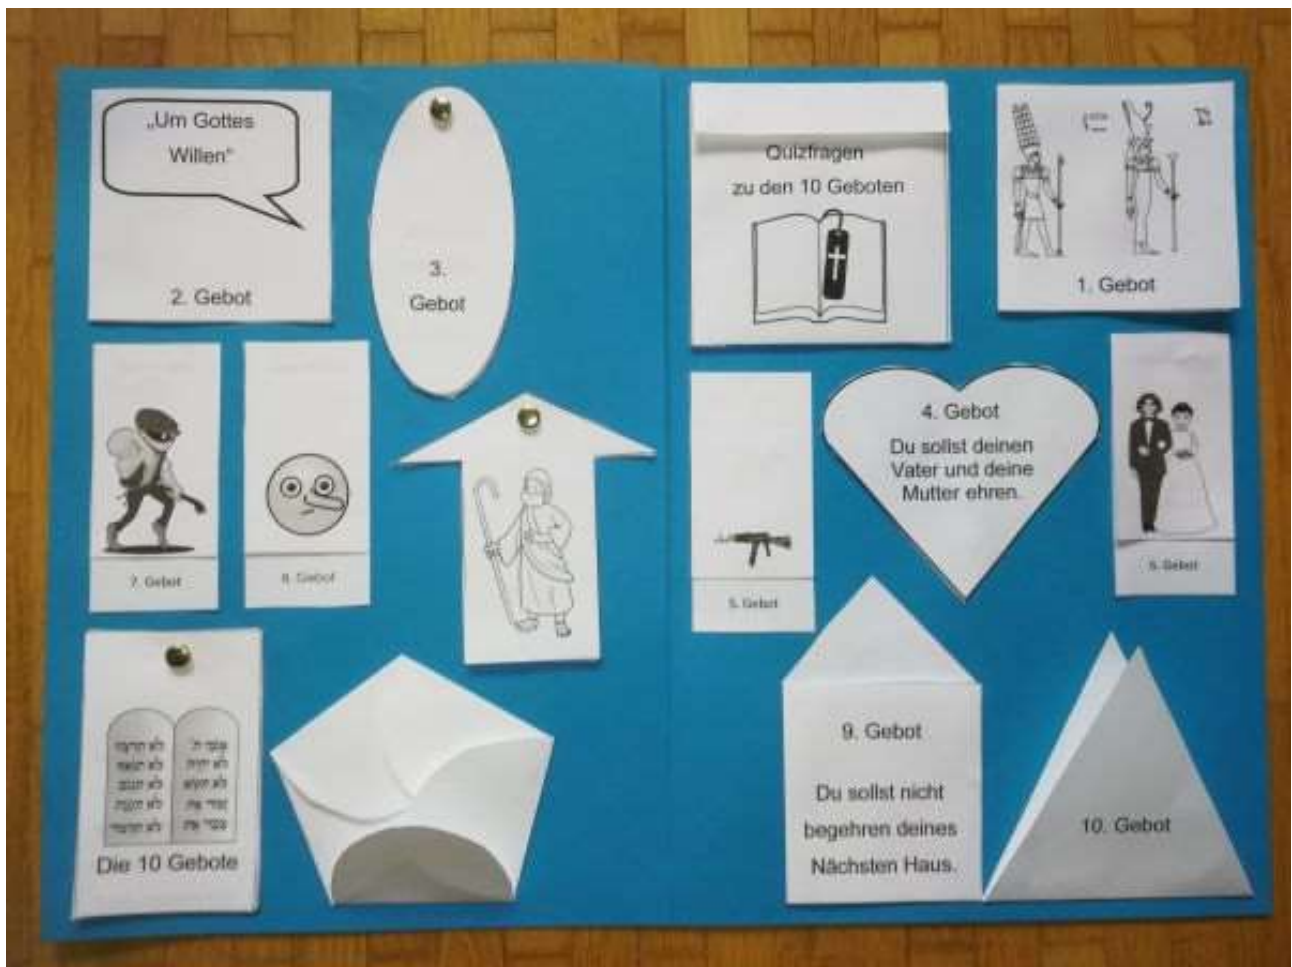 „Um Gottes
Willen“
2. Gebot
3.
Gebot
7. Gebot
8. Gebot
Die 10 Gebote
Quizfragen
zu den 10 Geboten
1. Gebot
5. Gebot
4. Gebot
Du sollst deinen
Vater und deine
Mutter ehren.
6. Gebot
9. Gebot
Du sollst nicht
begehren deines
Nächsten Haus.
10. Gebot